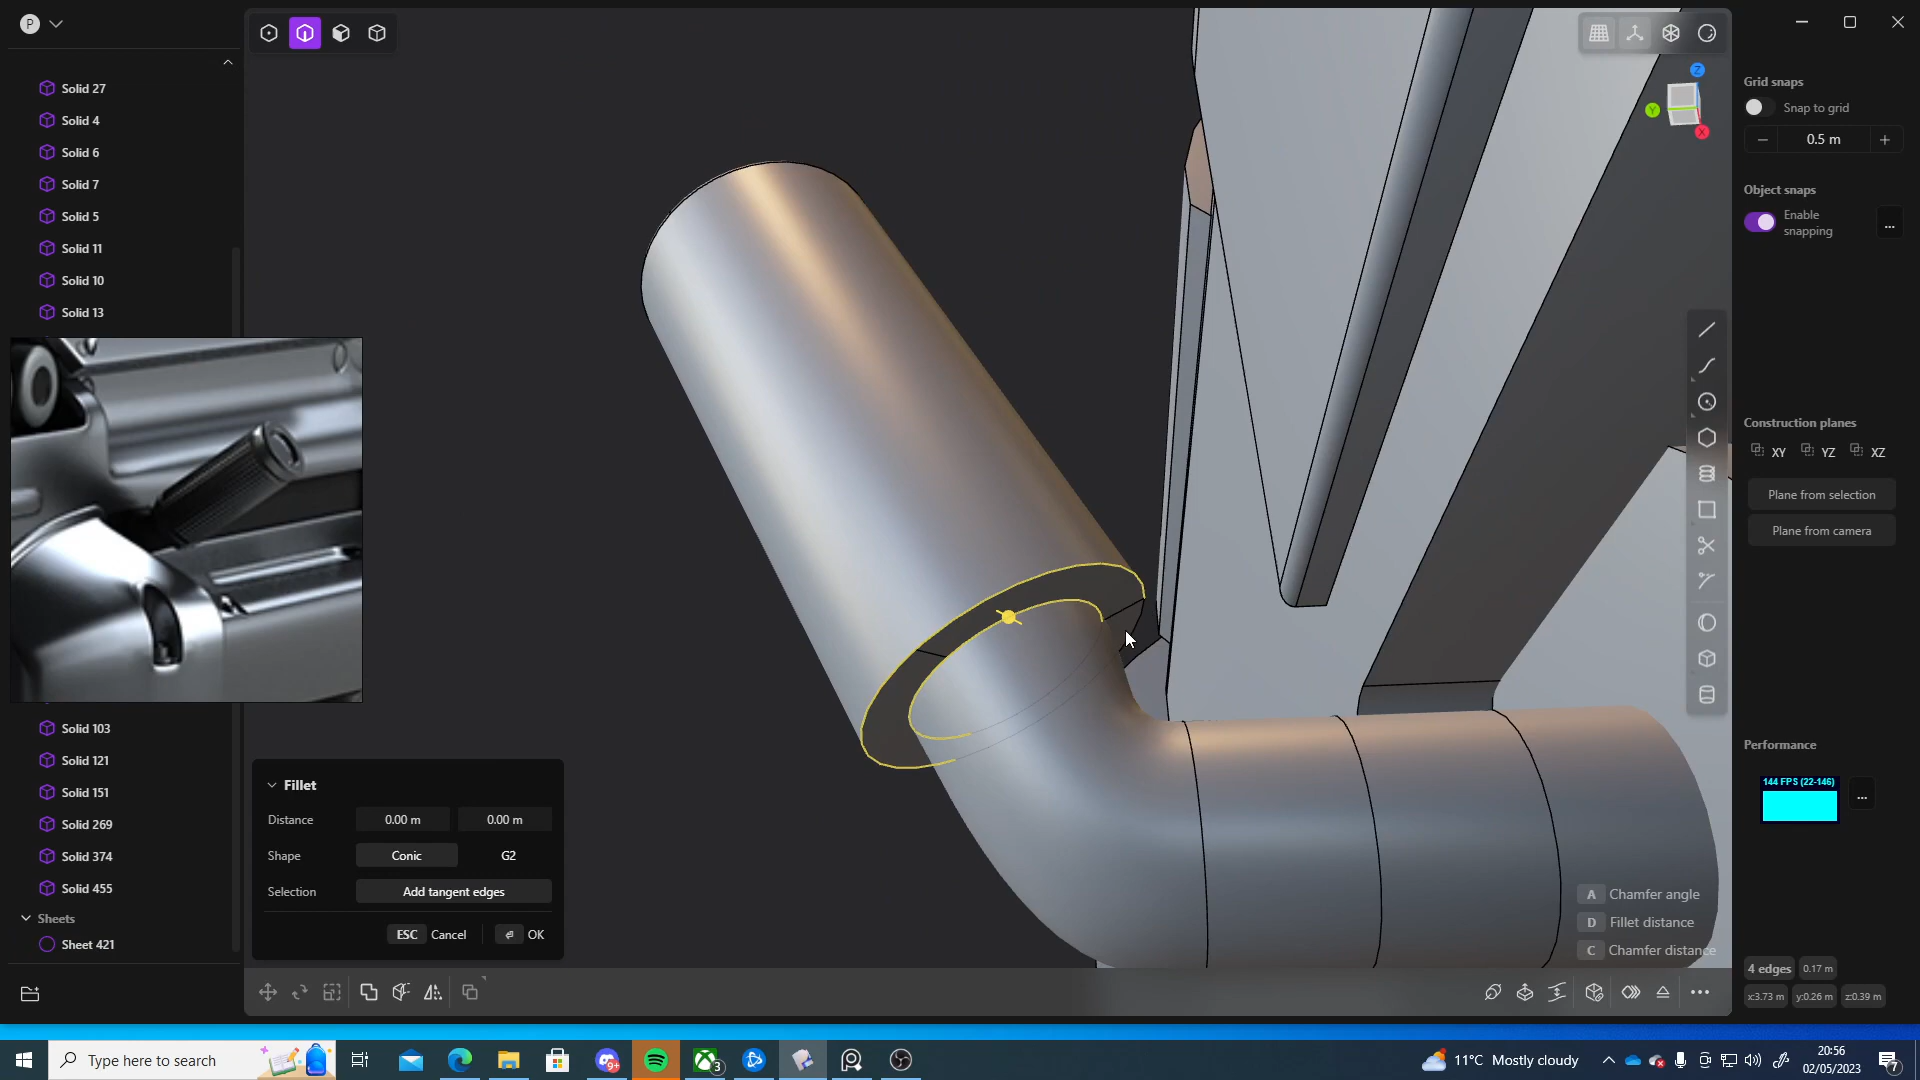 P
Solid 27
Solid 4
Solid 6
Solid 7
Solid 5
Solid 11
Solid 10
Solid 13
Solid 103
Solid 121
Solid 151
Solid 269
Solid 374
Solid 455
Sheets
Sheet 421
Fillet
Distance 0.00 m 0.00 m
Shape Conic G2
Selection Add tangent edges
ESC Cancel OK
Z
Y
X
A Chamfer angle
D Fillet distance
C Chamfer distance
Grid snaps
Snap to grid
0.5 m
Object snaps
Enable
snapping
...
Construction planes
XY YZ XZ
Plane from selection
Plane from camera
Performance
144 FPS (22-146)
...
4 edges 0.17 m
x:3.73 m y:0.26 m z:0.39 m
Type here to search
9+
3
11°C Mostly cloudy
20:56
02/05/2023
7